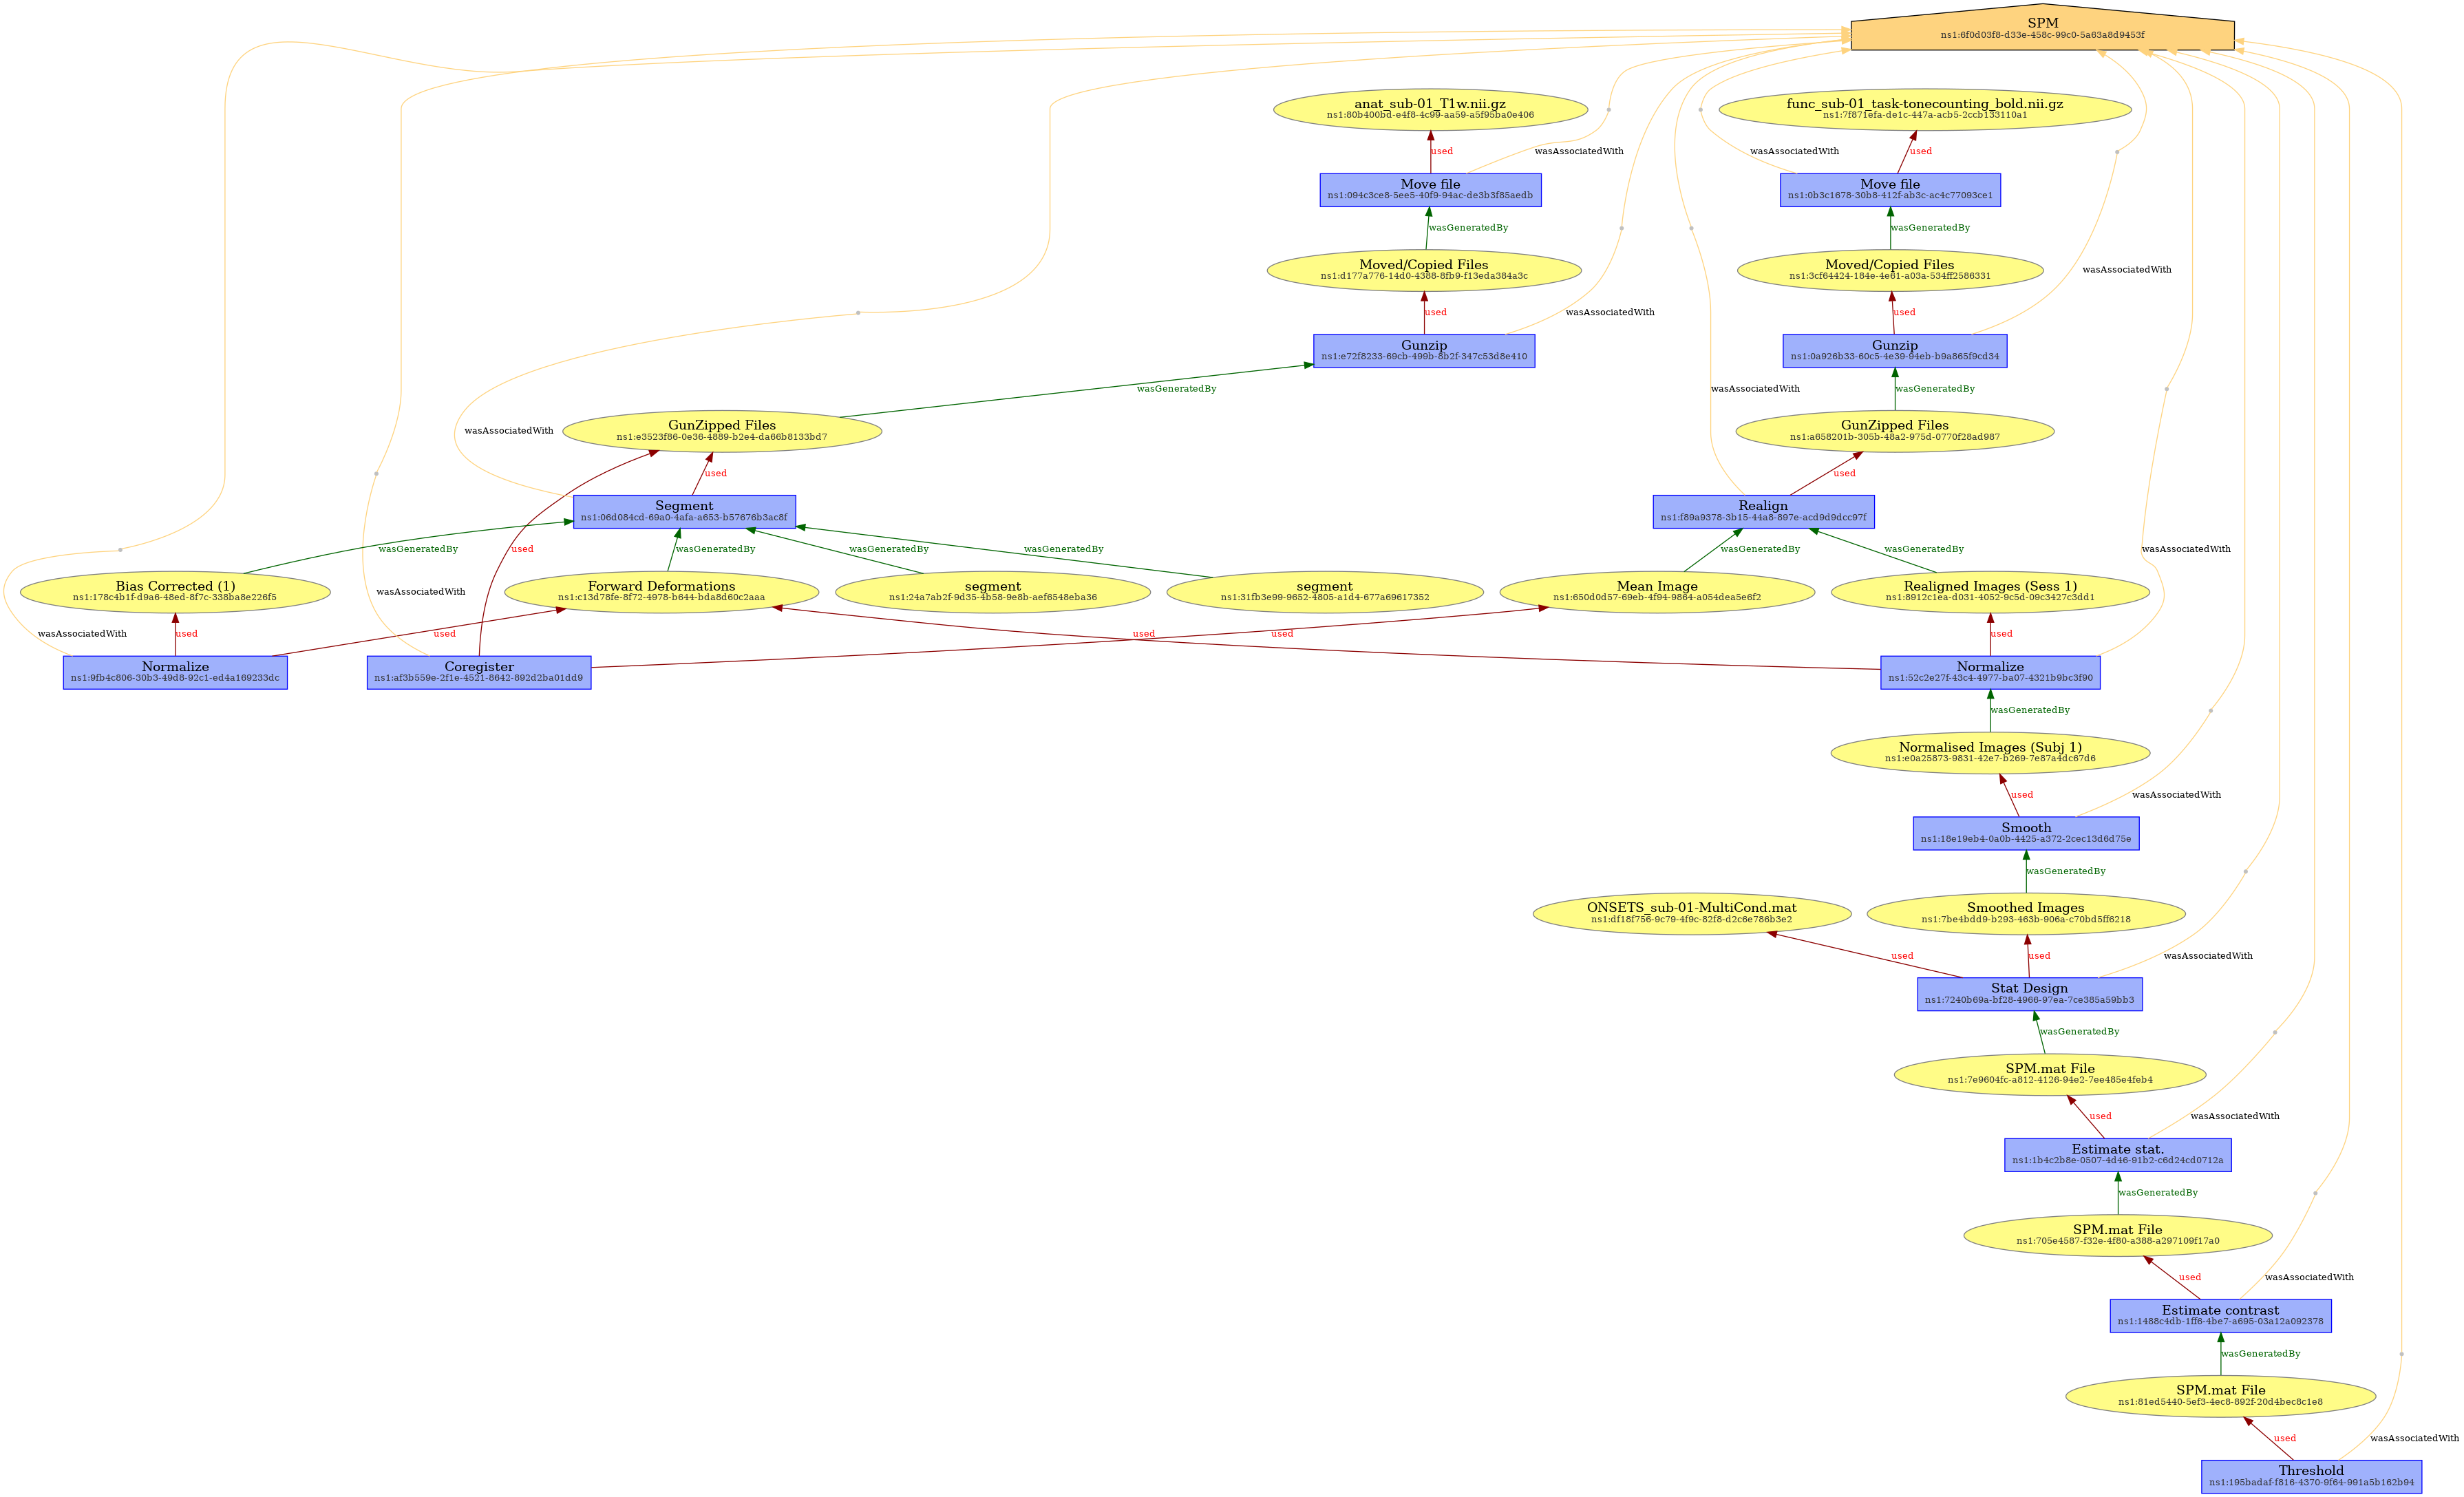 SPM
ns1:6f0d03f8-d33e-458c-99c0-5a63a8d9453f
anat_sub-01_T1w.nii.gz
ns1:80b400bd-e4f8-4c99-aa59-a5f95ba0e406
func_sub-01_task-tonecounting_bold.nii.gz
ns1:7f871efa-de1c-447a-acb5-2ccb133110a1
used
wasAssociatedWith
wasAssociatedWith
used
Move file
ns1:094c3ce8-5ee5-40f9-94ac-de3b3f85aedb
Move file
ns1:0b3c1678-30b8-412f-ab3c-ac4c77093ce1
wasGeneratedBy
wasGeneratedBy
Moved/Copied Files
ns1:d177a776-14d0-4388-8fb9-f13eda384a3c
Moved/Copied Files
ns1:3cf64424-184e-4e61-a03a-534ff2586331
wasAssociatedWith
used
wasAssociatedWith
used
Gunzip
ns1:e72f8233-69cb-499b-8b2f-347c53d8e410
Gunzip
ns1:0a926b33-60c5-4e39-94eb-b9a865f9cd34
wasGeneratedBy
wasAssociatedWith
wasGeneratedBy
wasAssociatedWith
GunZipped Files
ns1:e3523f86-0e36-4889-b2e4-da66b8133bd7
GunZipped Files
ns1:a658201b-305b-48a2-975d-0770f28ad987
used
used
Segment
ns1:06d084cd-69a0-4afa-a653-b57676b3ac8f
Realign
ns1:f89a9378-3b15-44a8-897e-acd9d9dcc97f
wasGeneratedBy
used
wasGeneratedBy
wasGeneratedBy
wasGeneratedBy
wasGeneratedBy
wasGeneratedBy
wasAssociatedWith
Bias Corrected (1)
ns1:178c4b1f-d9a6-48ed-8f7c-338ba8e226f5
wasAssociatedWith
Forward Deformations
ns1:c13d78fe-8f72-4978-b644-bda8d60c2aaa
segment
ns1:24a7ab2f-9d35-4b58-9e8b-aef6548eba36
segment
ns1:31fb3e99-9652-4805-a1d4-677a69617352
Mean Image
ns1:650d0d57-69eb-4f94-9864-a054dea5e6f2
Realigned Images (Sess 1)
ns1:8912c1ea-d031-4052-9c5d-09c3427c3dd1
wasAssociatedWith
used
used
used
used
used
Normalize
ns1:9fb4c806-30b3-49d8-92c1-ed4a169233dc
Coregister
ns1:af3b559e-2f1e-4521-8642-892d2ba01dd9
Normalize
ns1:52c2e27f-43c4-4977-ba07-4321b9bc3f90
wasGeneratedBy
Normalised Images (Subj 1)
ns1:e0a25873-9831-42e7-b269-7e87a4dc67d6
used
wasAssociatedWith
Smooth
ns1:18e19eb4-0a0b-4425-a372-2cec13d6d75e
wasGeneratedBy
ONSETS_sub-01-MultiCond.mat
ns1:df18f756-9c79-4f9c-82f8-d2c6e786b3e2
Smoothed Images
ns1:7be4bdd9-b293-463b-906a-c70bd5ff6218
used
used
wasAssociatedWith
Stat Design
ns1:7240b69a-bf28-4966-97ea-7ce385a59bb3
wasGeneratedBy
SPM.mat File
ns1:7e9604fc-a812-4126-94e2-7ee485e4feb4
used
wasAssociatedWith
Estimate stat.
ns1:1b4c2b8e-0507-4d46-91b2-c6d24cd0712a
wasGeneratedBy
SPM.mat File
ns1:705e4587-f32e-4f80-a388-a297109f17a0
used
wasAssociatedWith
Estimate contrast
ns1:1488c4db-1ff6-4be7-a695-03a12a092378
wasGeneratedBy
SPM.mat File
ns1:81ed5440-5ef3-4ec8-892f-20d4bec8c1e8
used
wasAssociatedWith
Threshold
ns1:195badaf-f816-4370-9f64-991a5b162b94